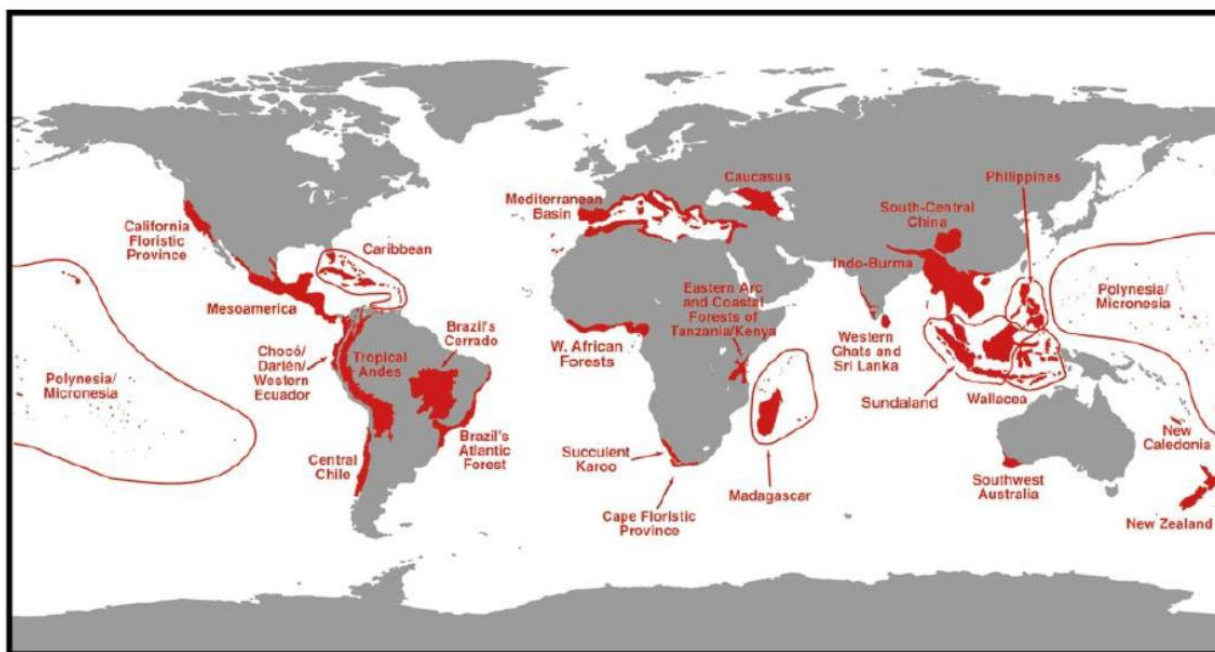 California
Floristic
Province
Caribbean
Mesoamerica
Polynesia/
Micronesia
Chocó/
Darién/
Western
Ecuador
Tropical
Andes
Brazil's
Cerrado
Central
Chile
Brazil's
Atlantic
Forest
Mediterranean
Basin
Caucasus
W. African
Forests
Eastern Arc
and Coastal
Forests of
Tanzania/Kenya
Succulent
Karoo
Cape Floristic
Province
Madagascar
Philippines
South-Central
China
Indo-Burma
Western
Ghats and
Sri Lanka
Sundaland
Wallacea
Polynesia/
Micronesia
New
Caledonia
Southwest
Australia
New Zealand